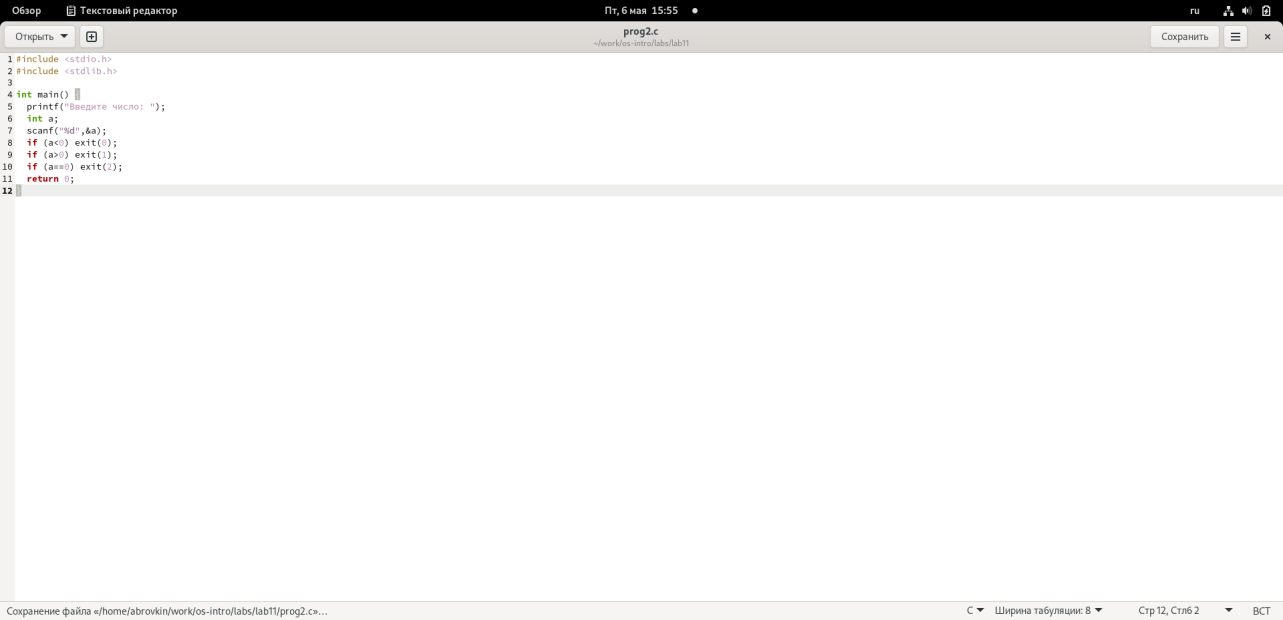 Обзор Текстовый редактор Пт, 6 мая 15:55 ru
Открыть prog2.c Сохранить
~/work/os-intro/labs/lab11
1 #include <stdio.h>
2 #include <stdlib.h>
3
4 int main() {
5 printf("Введите число: ");
6 int a;
7 scanf("%d",&a);
8 if (a<0) exit(0);
9 if (a>0) exit(1);
10 if (a==0) exit(2);
11 return 0;
12 }
Сохранение файла «/home/abrovkin/work/os-intro/labs/lab11/prog2.c»… C Ширина табуляции: 8 Стр 12, Стлб 2 ВСТ